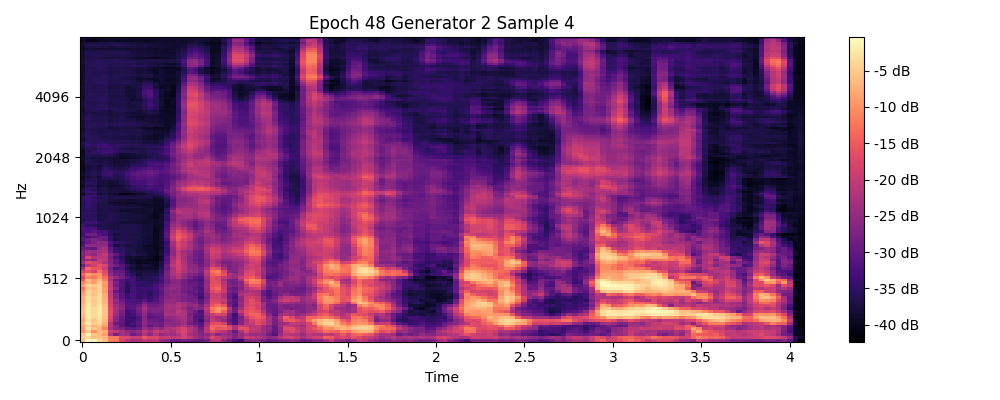 Epoch 48 Generator 2 Sample 4
Hz
4096
2048
1024
512
0
0 0.5 1 1.5 2 2.5 3 3.5 4
Time
-5 dB
-10 dB
-15 dB
-20 dB
-25 dB
-30 dB
-35 dB
-40 dB